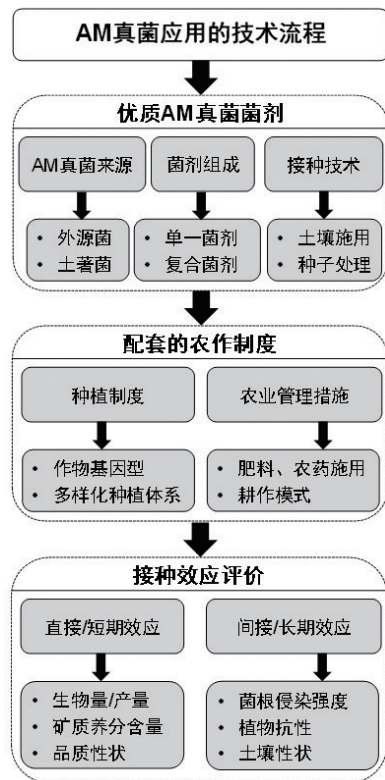 AM真菌应用的技术流程
优质AM真菌菌剂
AM真菌来源
菌剂组成
接种技术
• 外源菌
• 土著菌
• 单一菌剂
• 复合菌剂
• 土壤施用
• 种子处理
配套的农作制度
种植制度
农业管理措施
• 作物基因型
• 多样化种植体系
• 肥料、农药施用
• 耕作模式
接种效应评价
直接/短期效应
间接/长期效应
• 生物量/产量
• 矿质养分含量
• 品质性状
• 菌根侵染强度
• 植物抗性
• 土壤性状